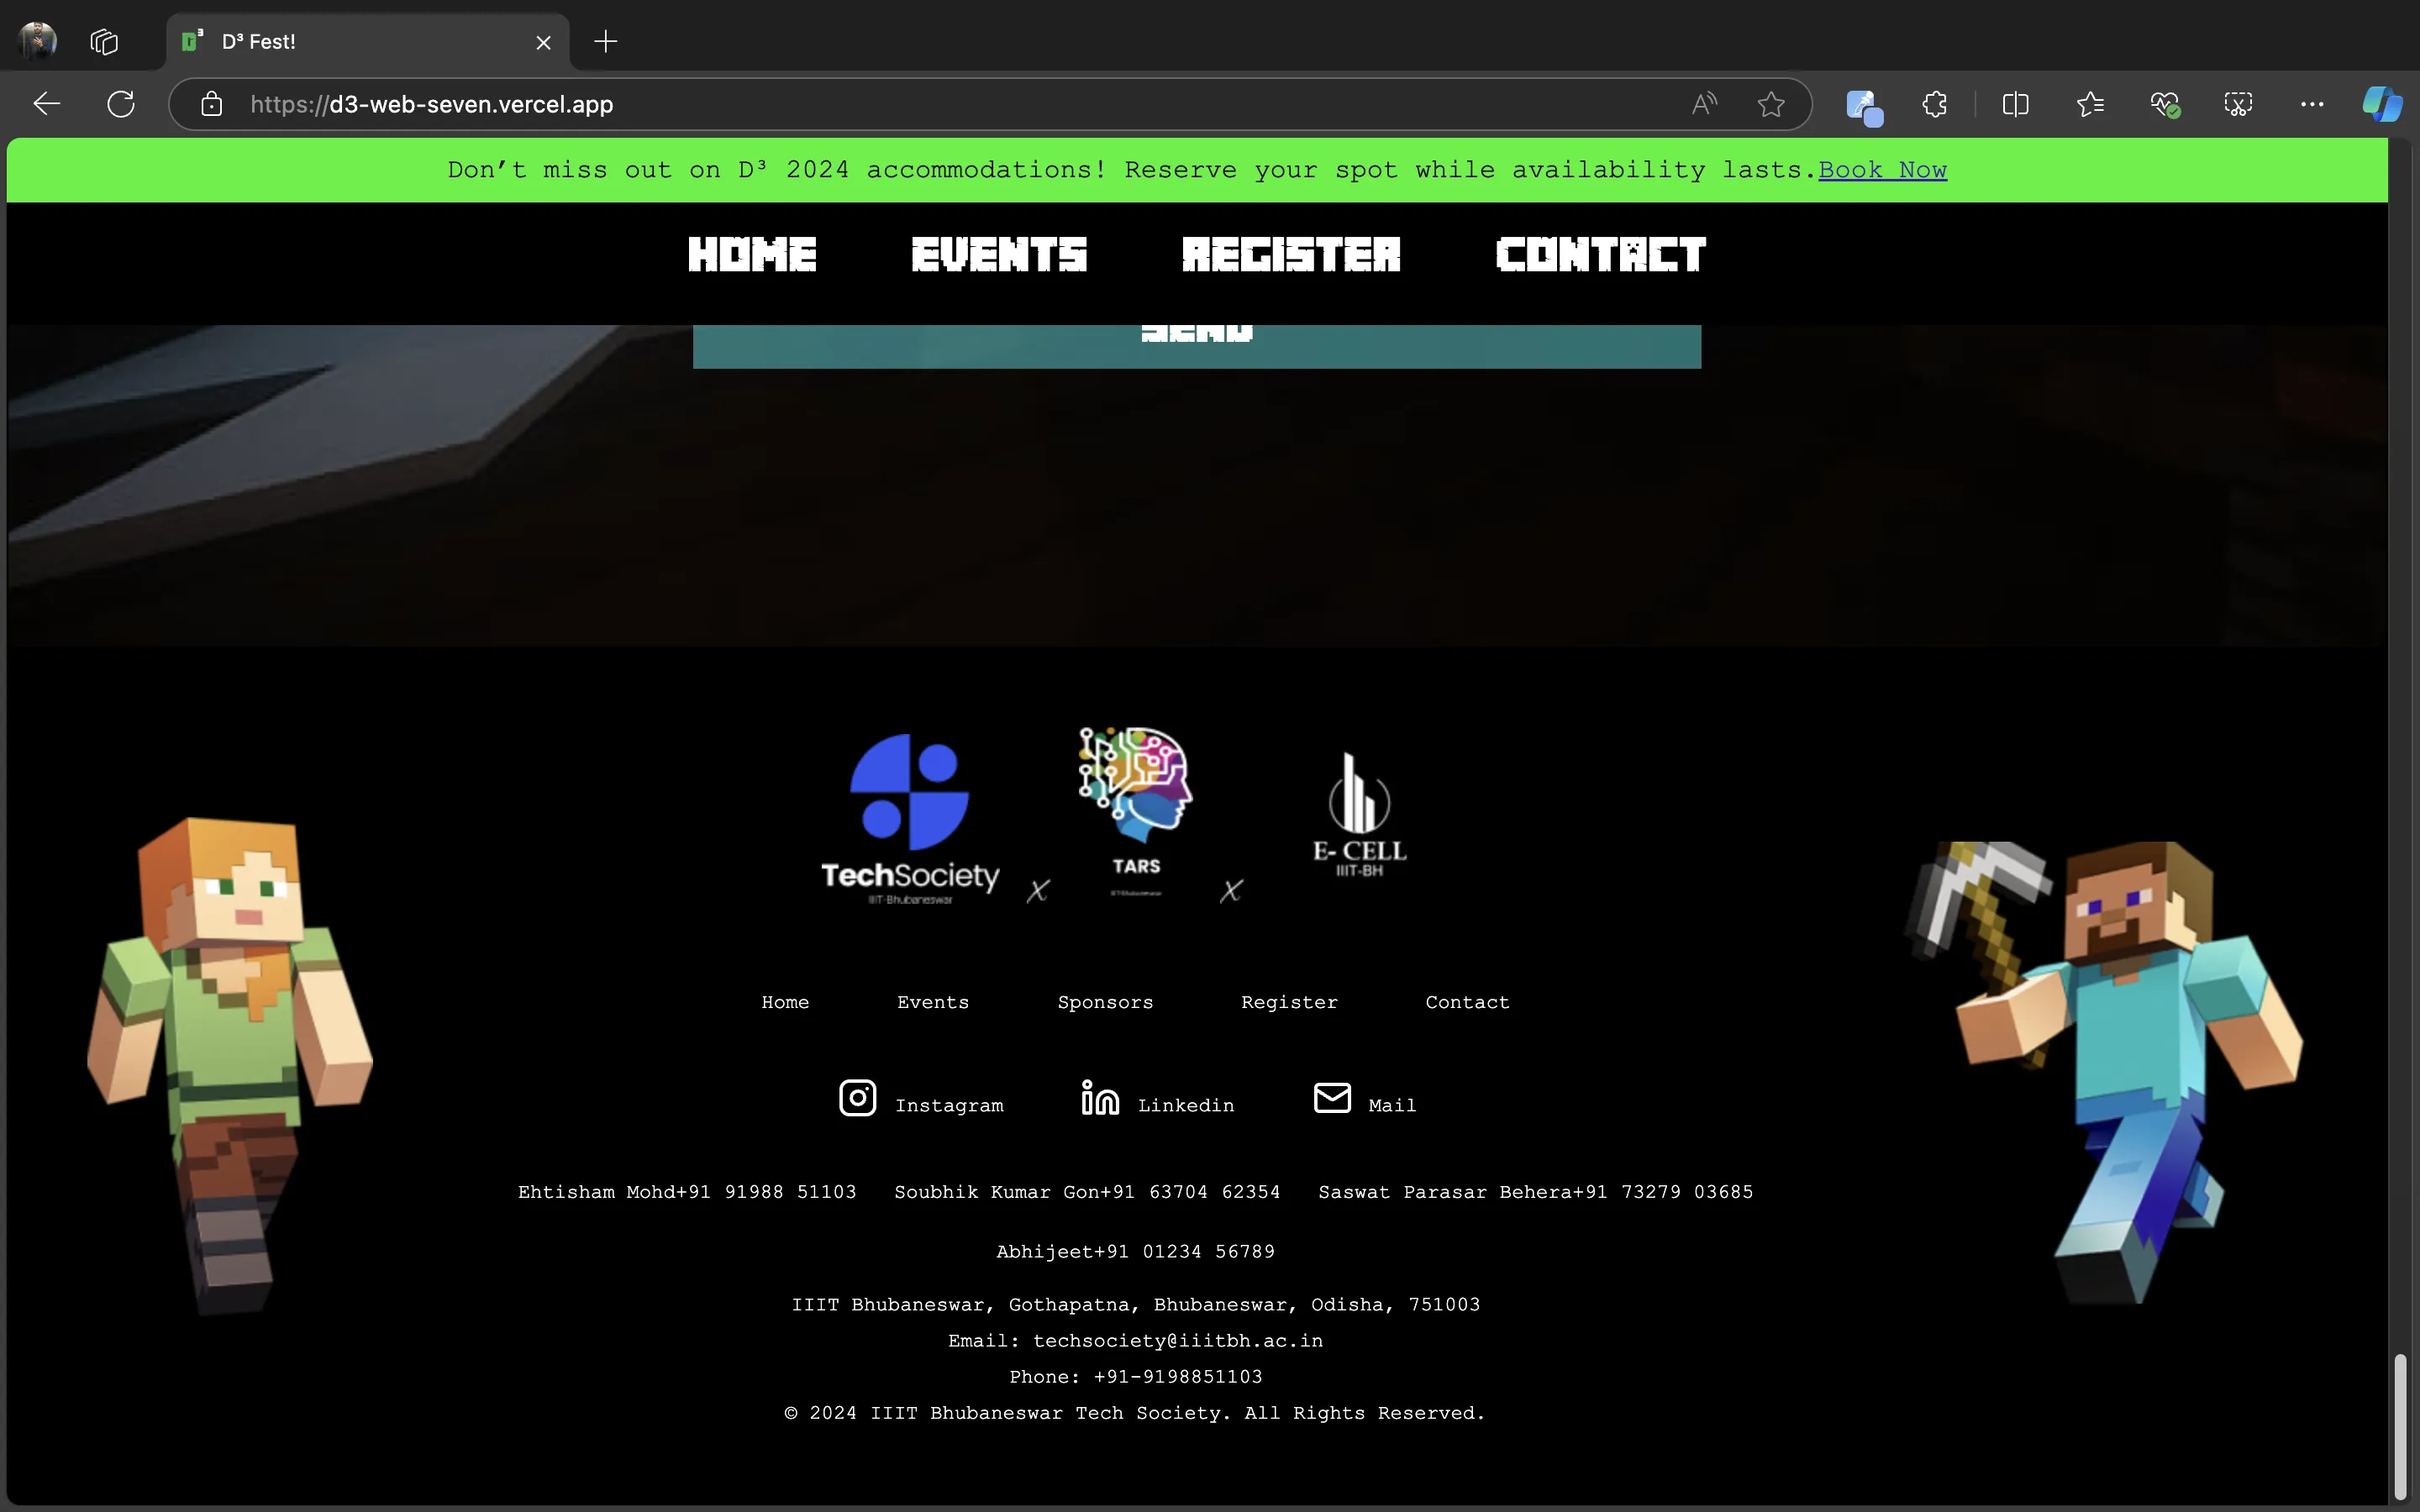 D³ Fest!
https://d3-web-seven.vercel.app
Don’t miss out on D³ 2024 accommodations! Reserve your spot while availability lasts.Book Now
HOME EVENTS REGISTER CONTACT
SEND
TechSociety
IIIT-Bhubaneswar
X
TARS
X
E- CELL
IIIT-BH
Home Events Sponsors Register Contact
Instagram Linkedin Mail
Ehtisham Mohd+91 91988 51103 Soubhik Kumar Gon+91 63704 62354 Saswat Parasar Behera+91 73279 03685
Abhijeet+91 01234 56789
IIIT Bhubaneswar, Gothapatna, Bhubaneswar, Odisha, 751003
Email: techsociety@iiitbh.ac.in
Phone: +91-9198851103
© 2024 IIIT Bhubaneswar Tech Society. All Rights Reserved.